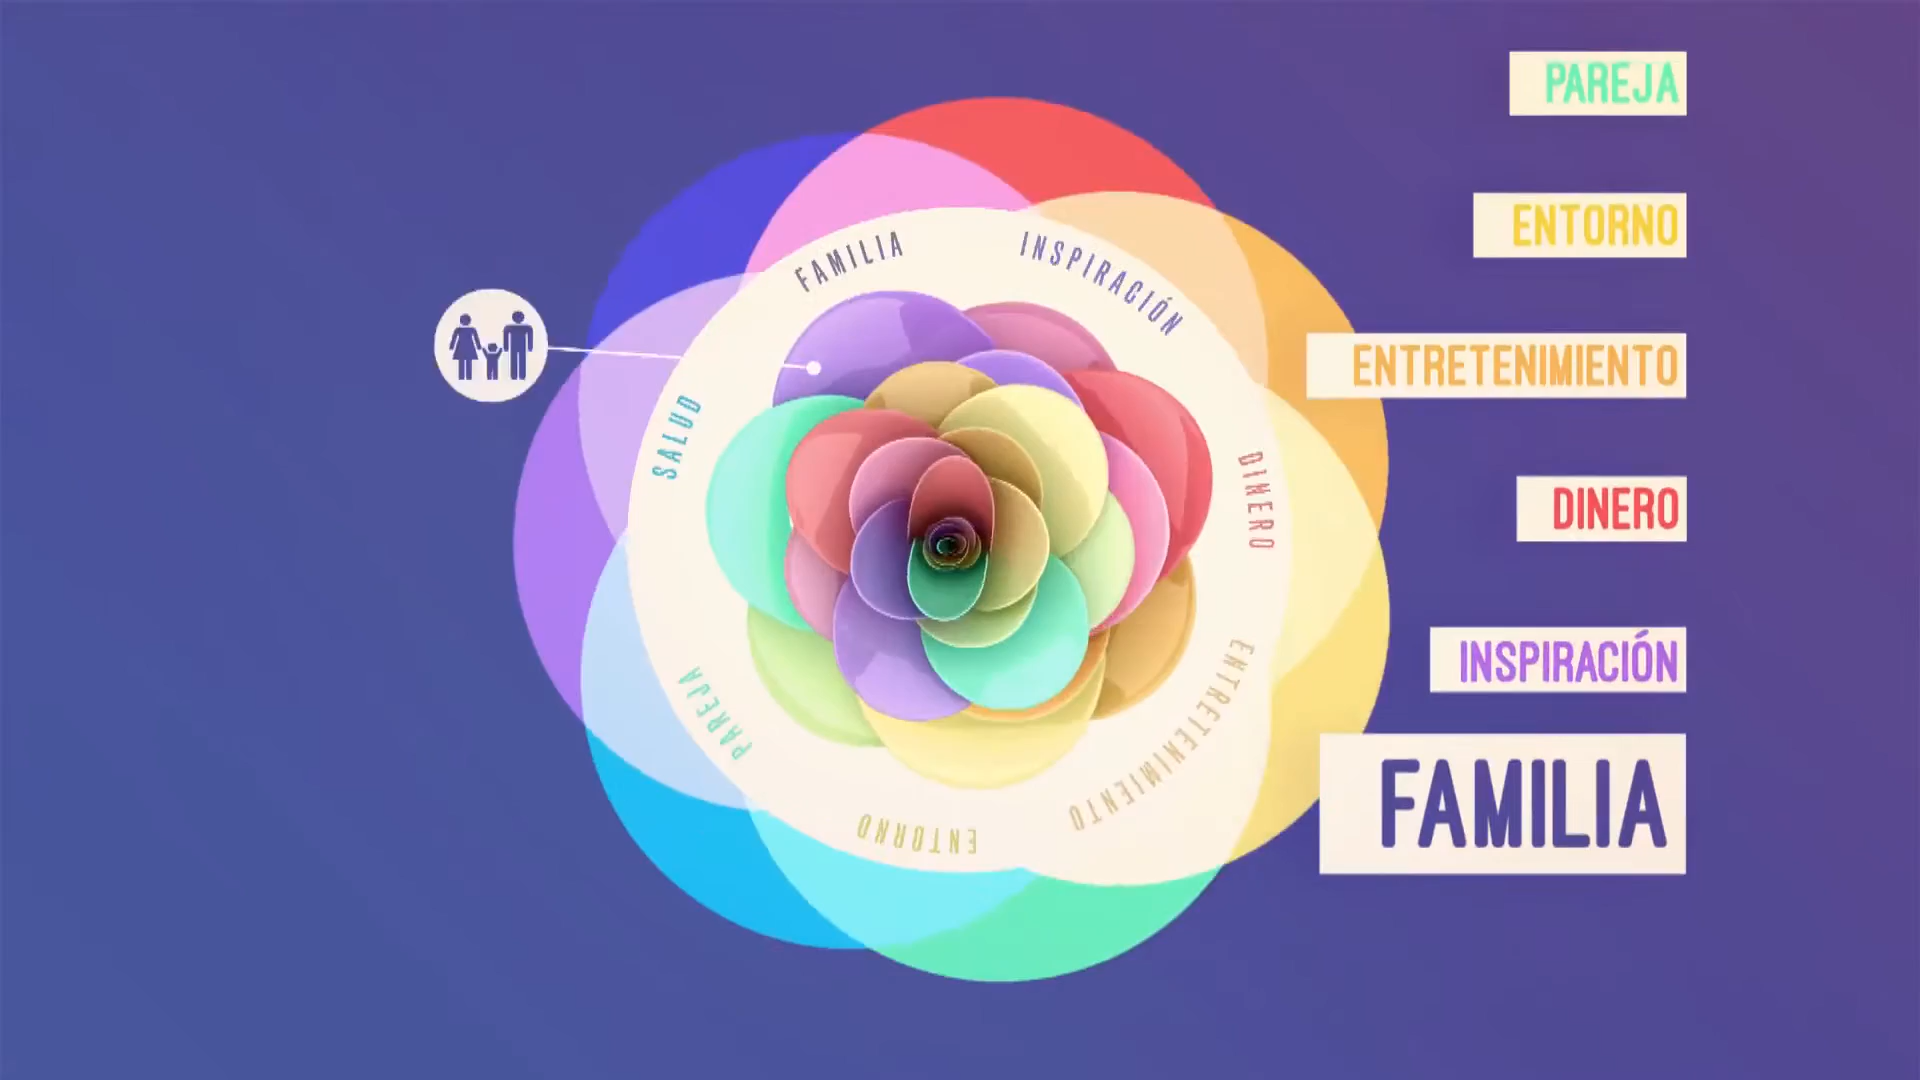 FAMILIA
INSPIRACIÓN
DINERO
ENTRETENIMIENTO
ENTORNO
PAREJA
SALUD
PAREJA
ENTORNO
ENTRETENIMIENTO
DINERO
INSPIRACIÓN
FAMILIA